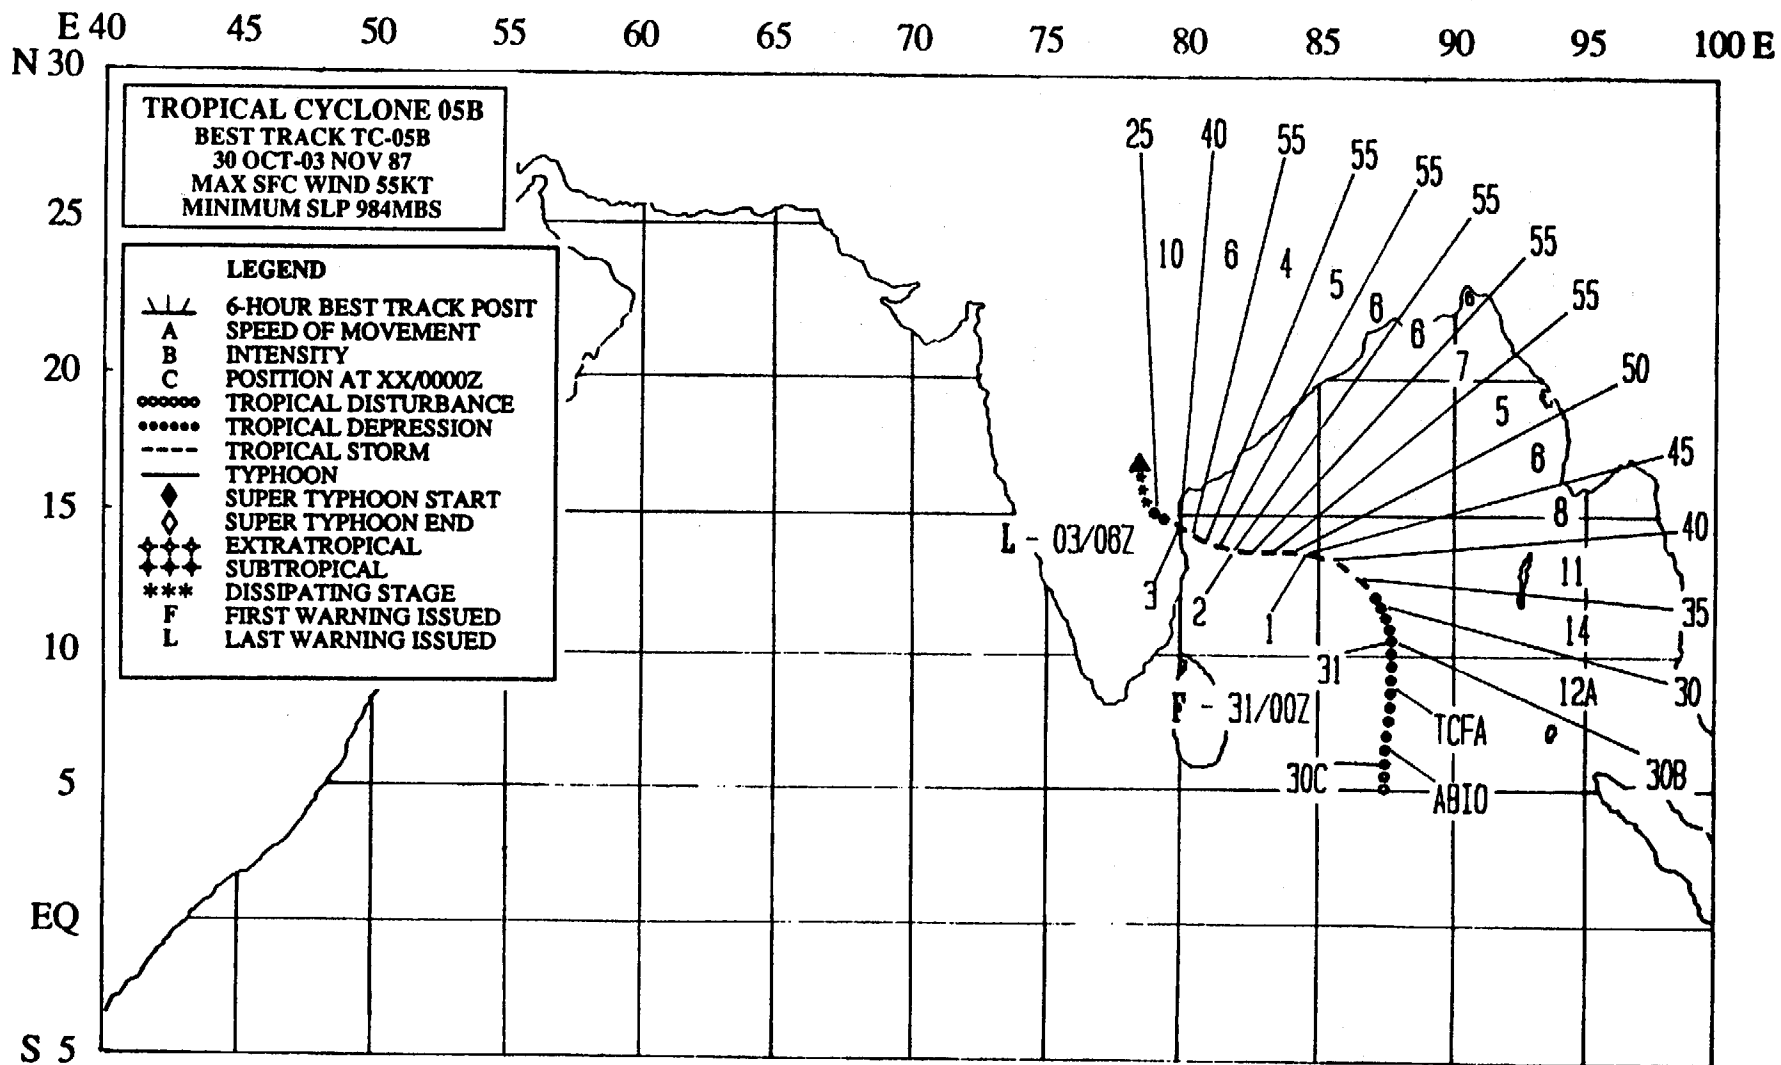 E 40 45 50 55 60 65 70 75 80 85 90 95 100 E
N 30
25
20
15
10
5
EQ
S 5
TROPICAL CYCLONE 05B
BEST TRACK TC-05B
30 OCT-03 NOV 87
MAX SFC WIND 55KT
MINIMUM SLP 984MBS
LEGEND
6-HOUR BEST TRACK POSIT
A SPEED OF MOVEMENT
B INTENSITY
C POSITION AT XX/0000Z
TROPICAL DISTURBANCE
TROPICAL DEPRESSION
TROPICAL STORM
TYPHOON
SUPER TYPHOON START
SUPER TYPHOON END
EXTRATROPICAL
SUBTROPICAL
*** DISSIPATING STAGE
F FIRST WARNING ISSUED
L LAST WARNING ISSUED
25 40 55 55 55 55 55 55 50 45 40 35 30 30B
10 6 4 5 6 6 7 5 6 8 11 14 12A
L - 03/06Z
3 2 1 31 30C
F - 31/00Z
TCFA
ABIO